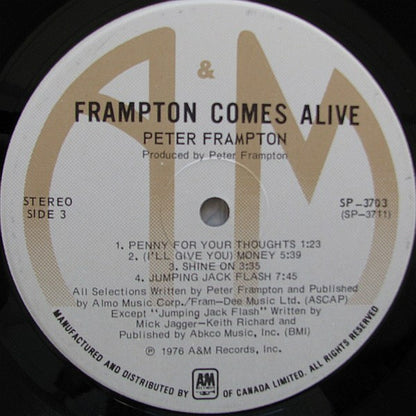 &
FRAMPTON COMES ALIVE
PETER FRAMPTON
Produced by Peter Frampton
STEREO
SIDE 3
SP-3703
(SP-3711)
1. PENNY FOR YOUR THOUGHTS 1:23
2. (I'LL GIVE YOU) MONEY 5:39
3. SHINE ON 3:35
4. JUMPING JACK FLASH 7:45
All Selections Written by Peter Frampton and Published
by Almo Music Corp./Fram-Dee Music Ltd. (ASCAP)
Except "Jumping Jack Flash" Written by
Mick Jagger-Keith Richard and
Published by Abkco Music, Inc. (BMI)
℗ 1976 A&M Records, Inc.
MANUFACTURED AND DISTRIBUTED BY A&M RECORDS OF CANADA LIMITED. ALL RIGHTS RESERVED